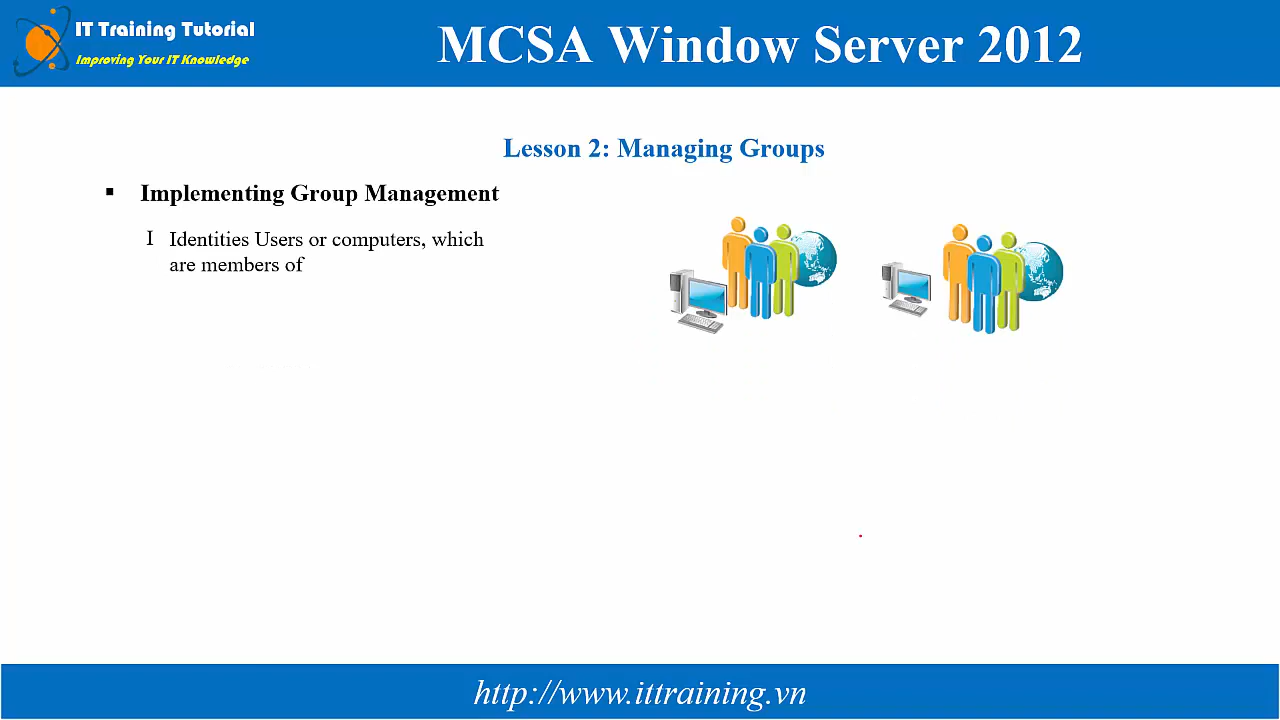 IT Training Tutorial
Improving Your IT Knowledge
MCSA Window Server 2012
Lesson 2: Managing Groups
▪ Implementing Group Management
I Identities Users or computers, which
are members of
http://www.ittraining.vn